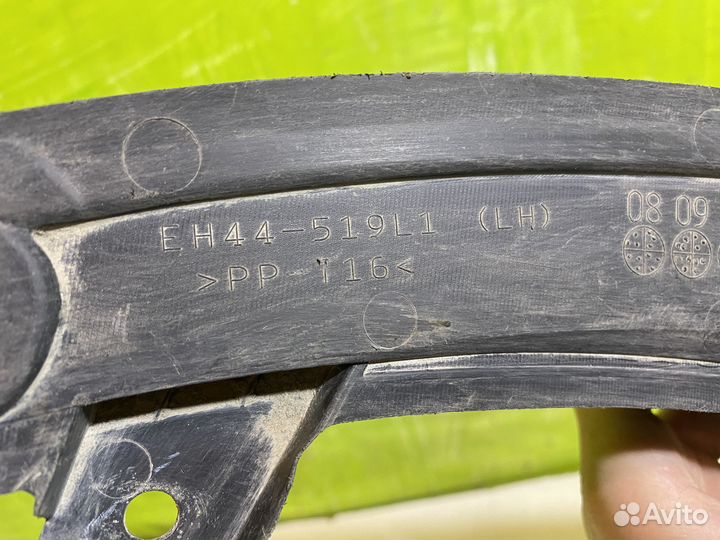 EH44-519L1 (LH) 08 09
>PP-T16<
Avito